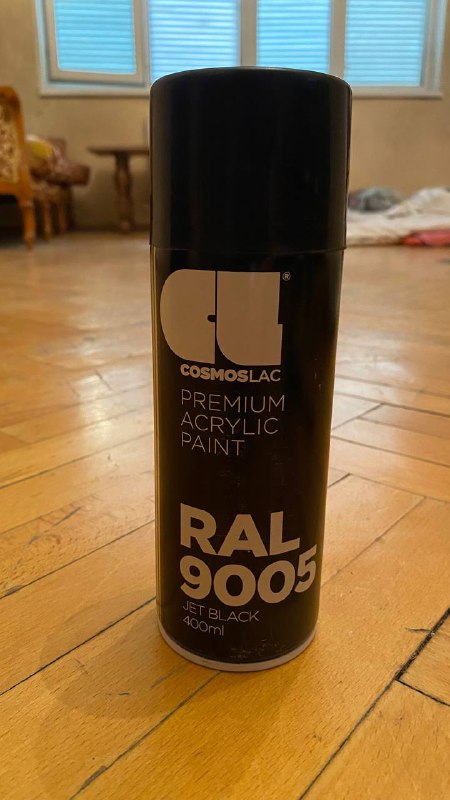 CL®
COSMOSLAC
PREMIUM
ACRYLIC
PAINT
RAL
9005
JET BLACK
400ml